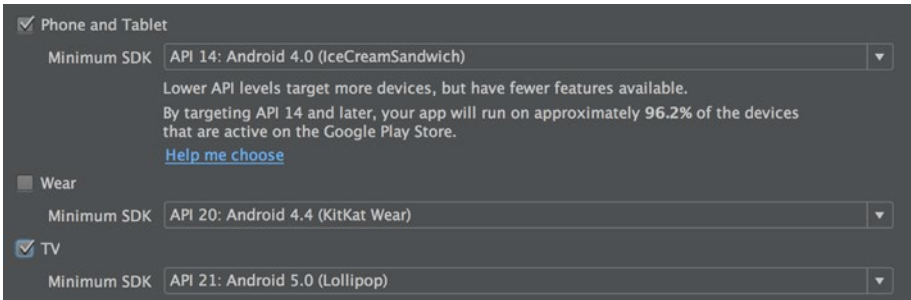 Phone and Tablet
Minimum SDK API 14: Android 4.0 (IceCreamSandwich)
Lower API levels target more devices, but have fewer features available.
By targeting API 14 and later, your app will run on approximately 96.2% of the devices
that are active on the Google Play Store.
Help me choose
Wear
Minimum SDK API 20: Android 4.4 (KitKat Wear)
TV
Minimum SDK API 21: Android 5.0 (Lollipop)